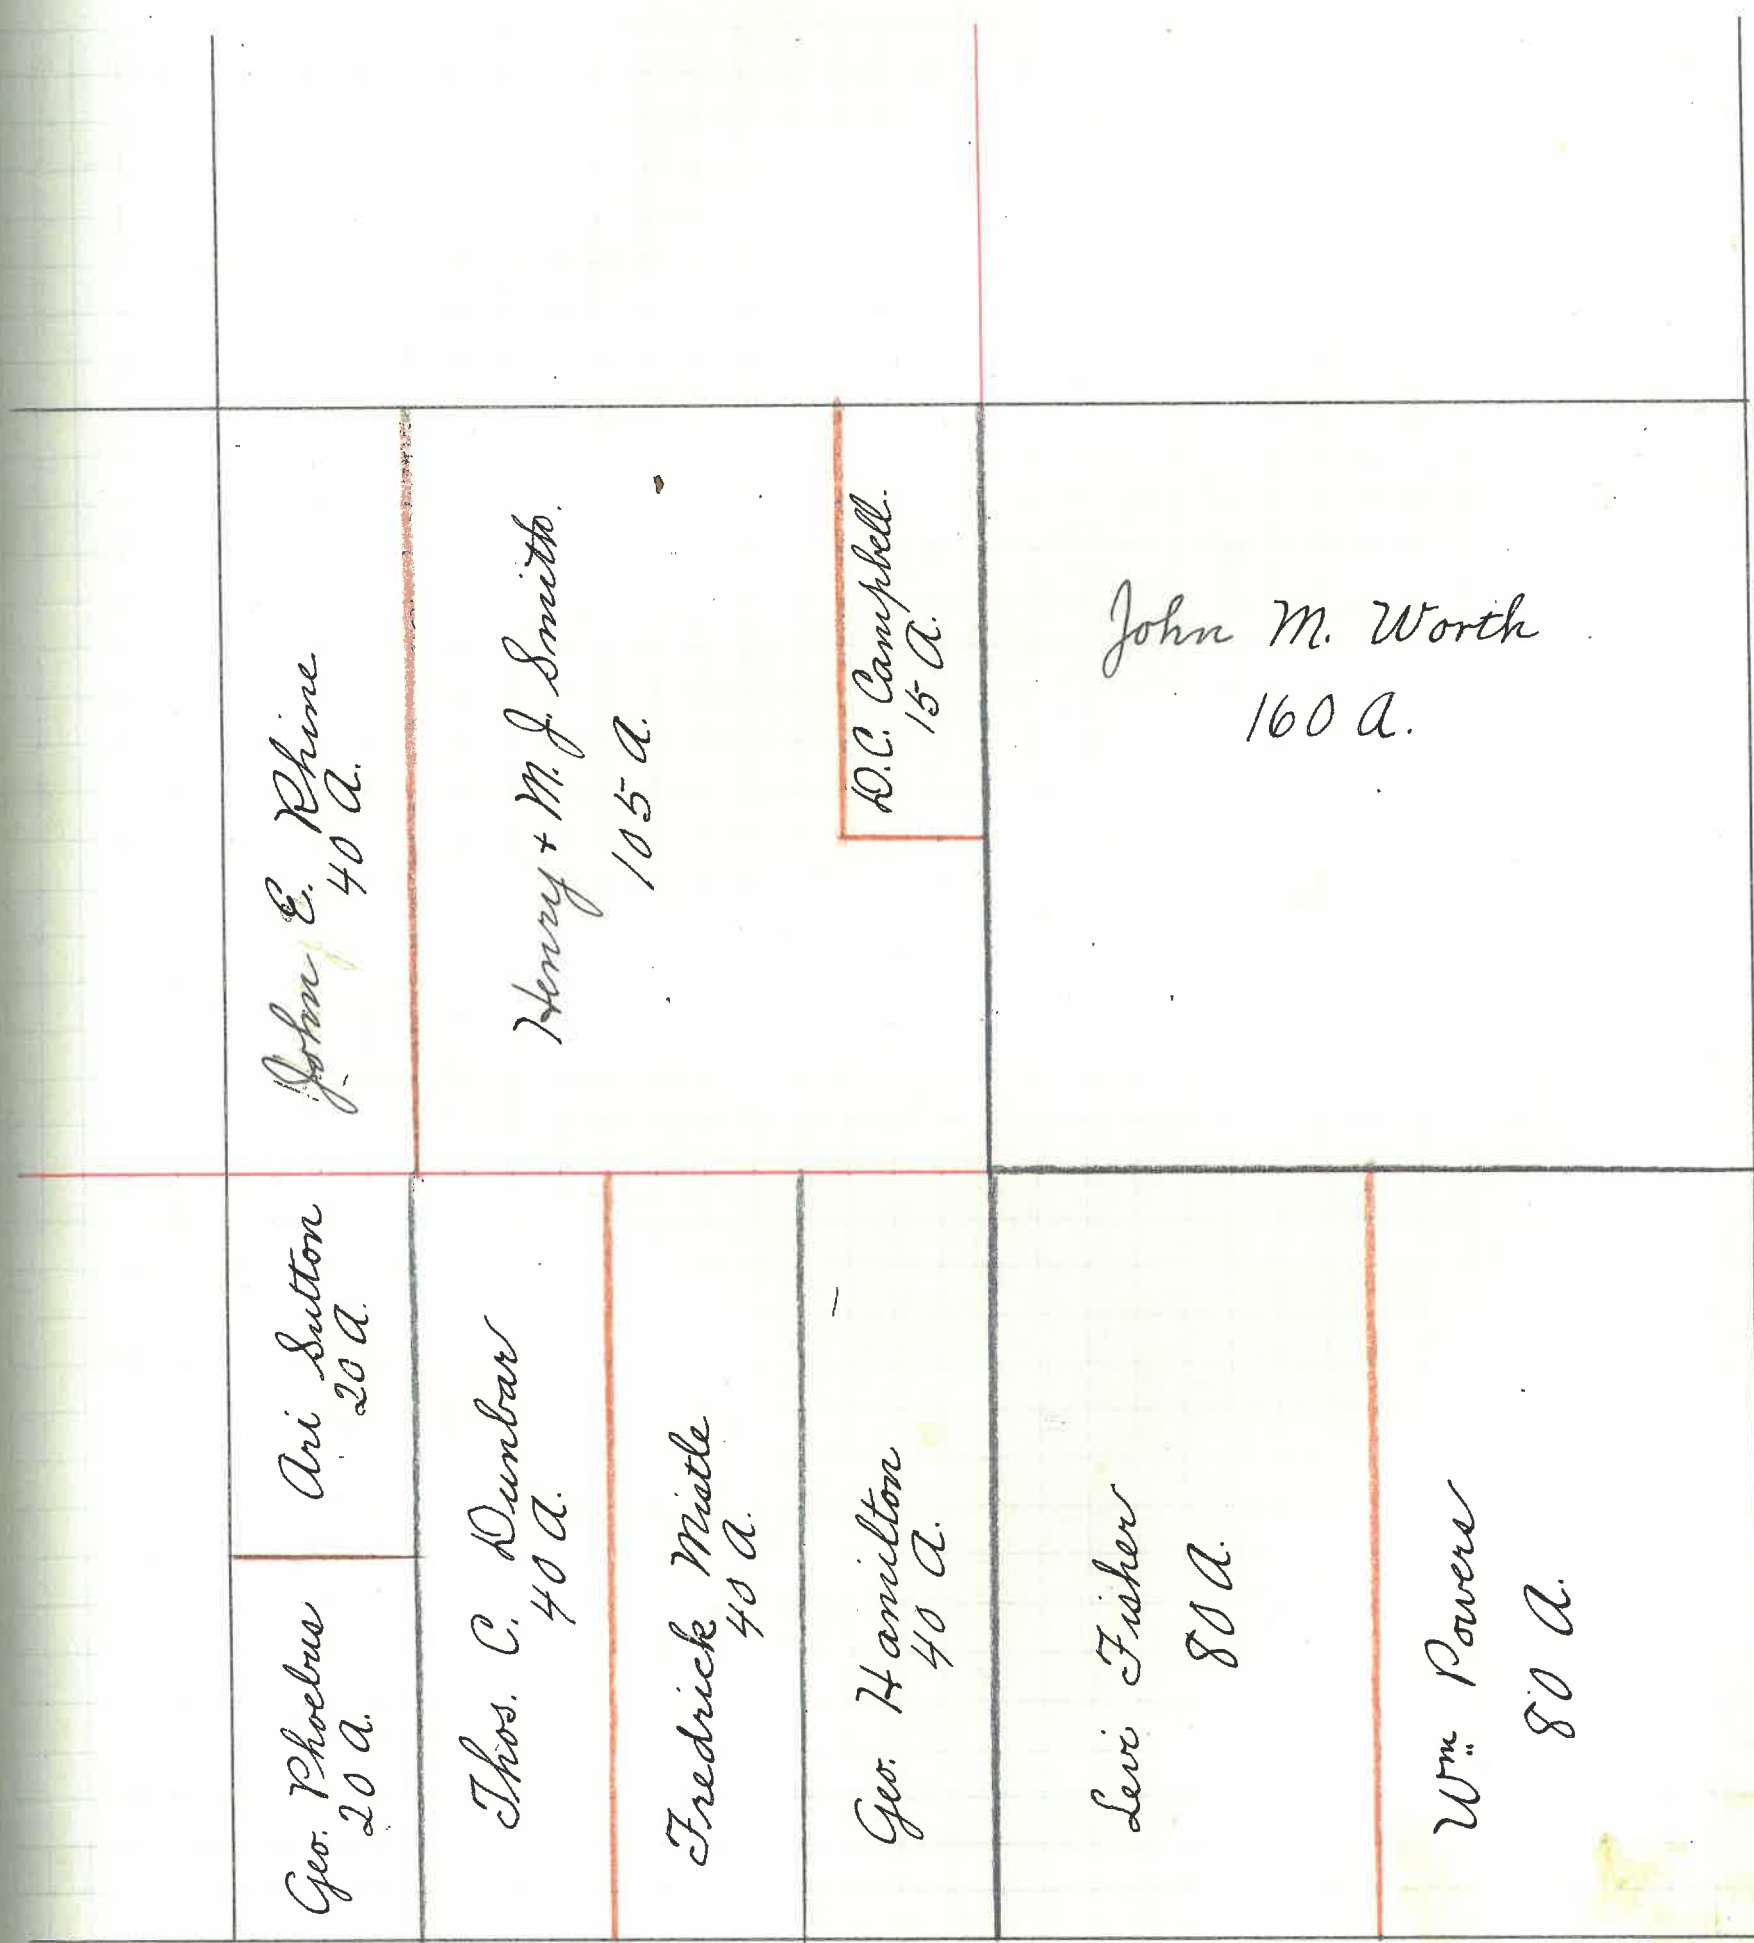 John E. Rhine
40 A.
Henry + M. J. Smith.
105 A.
D.C. Campbell.
15 A.
John M. Worth
160 A.
Geo. Phoebus
20 A.
Ari Sutton
20 A.
Thos. C. Dunbar
40 A.
Fredrick Mistle
40 A.
Geo. Hamilton
40 A.
Levi Fisher
80 A.
Wm. Powers
80 A.